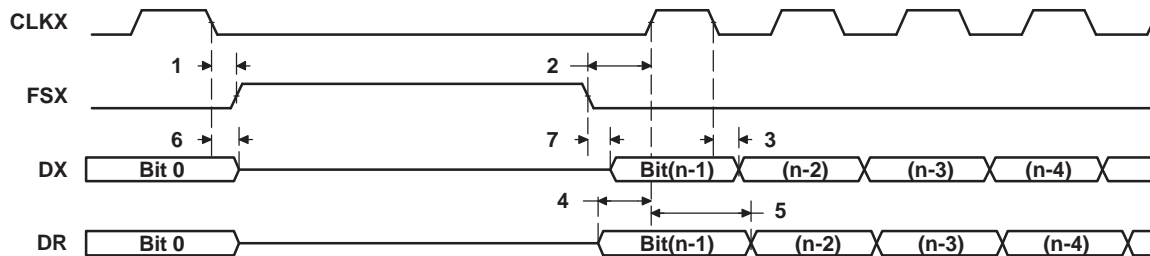 CLKX
1 2
FSX
6 7 3
DX Bit 0 Bit(n-1) (n-2) (n-3) (n-4)
4 5
DR Bit 0 Bit(n-1) (n-2) (n-3) (n-4)